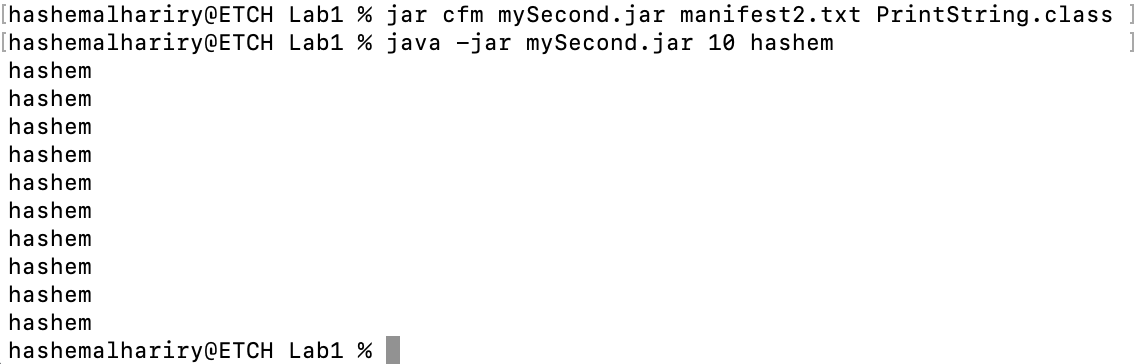 [hashemalhariry@ETCH Lab1 % jar cfm mySecond.jar manifest2.txt PrintString.class ]
[hashemalhariry@ETCH Lab1 % java -jar mySecond.jar 10 hashem ]
hashem
hashem
hashem
hashem
hashem
hashem
hashem
hashem
hashem
hashem
hashemalhariry@ETCH Lab1 %